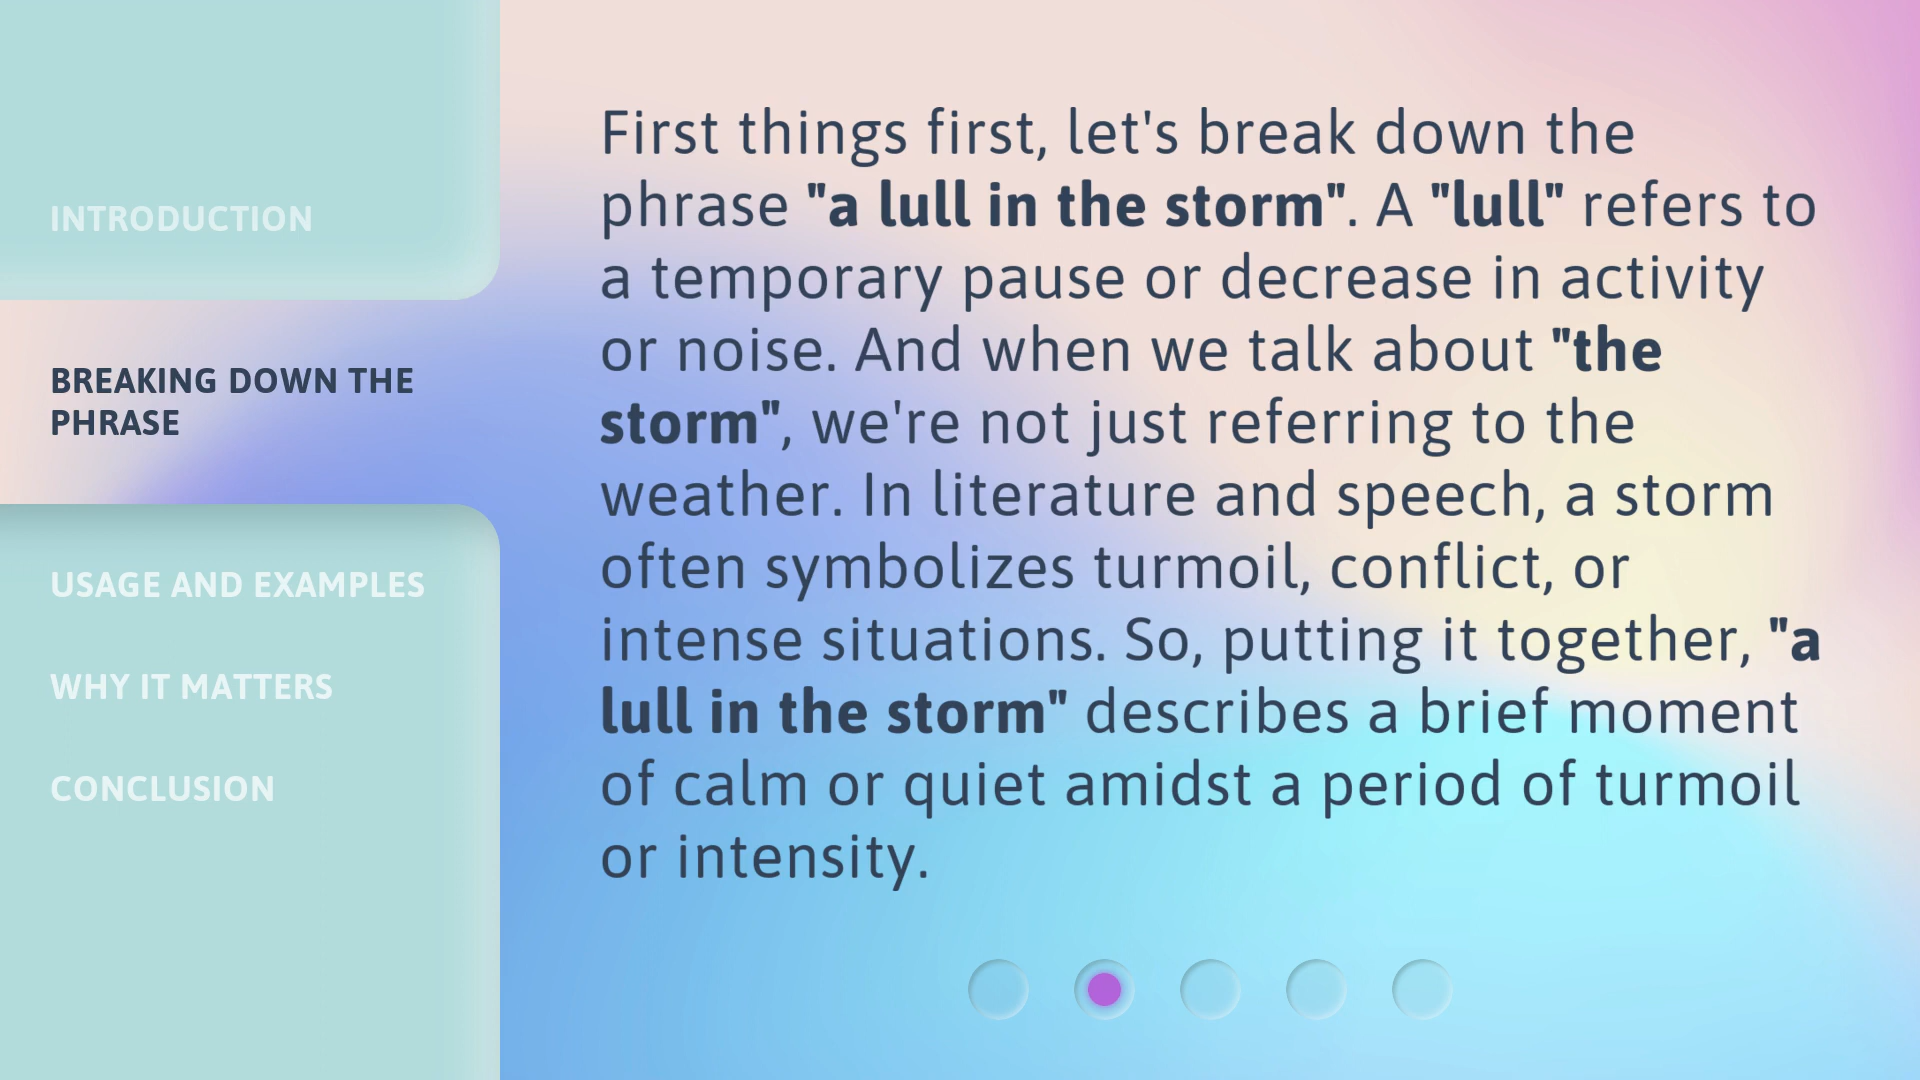 INTRODUCTION
BREAKING DOWN THE
PHRASE
USAGE AND EXAMPLES
WHY IT MATTERS
CONCLUSION
First things first, let's break down the
phrase "a lull in the storm". A "lull" refers to
a temporary pause or decrease in activity
or noise. And when we talk about "the
storm", we're not just referring to the
weather. In literature and speech, a storm
often symbolizes turmoil, conflict, or
intense situations. So, putting it together, "a
lull in the storm" describes a brief moment
of calm or quiet amidst a period of turmoil
or intensity.